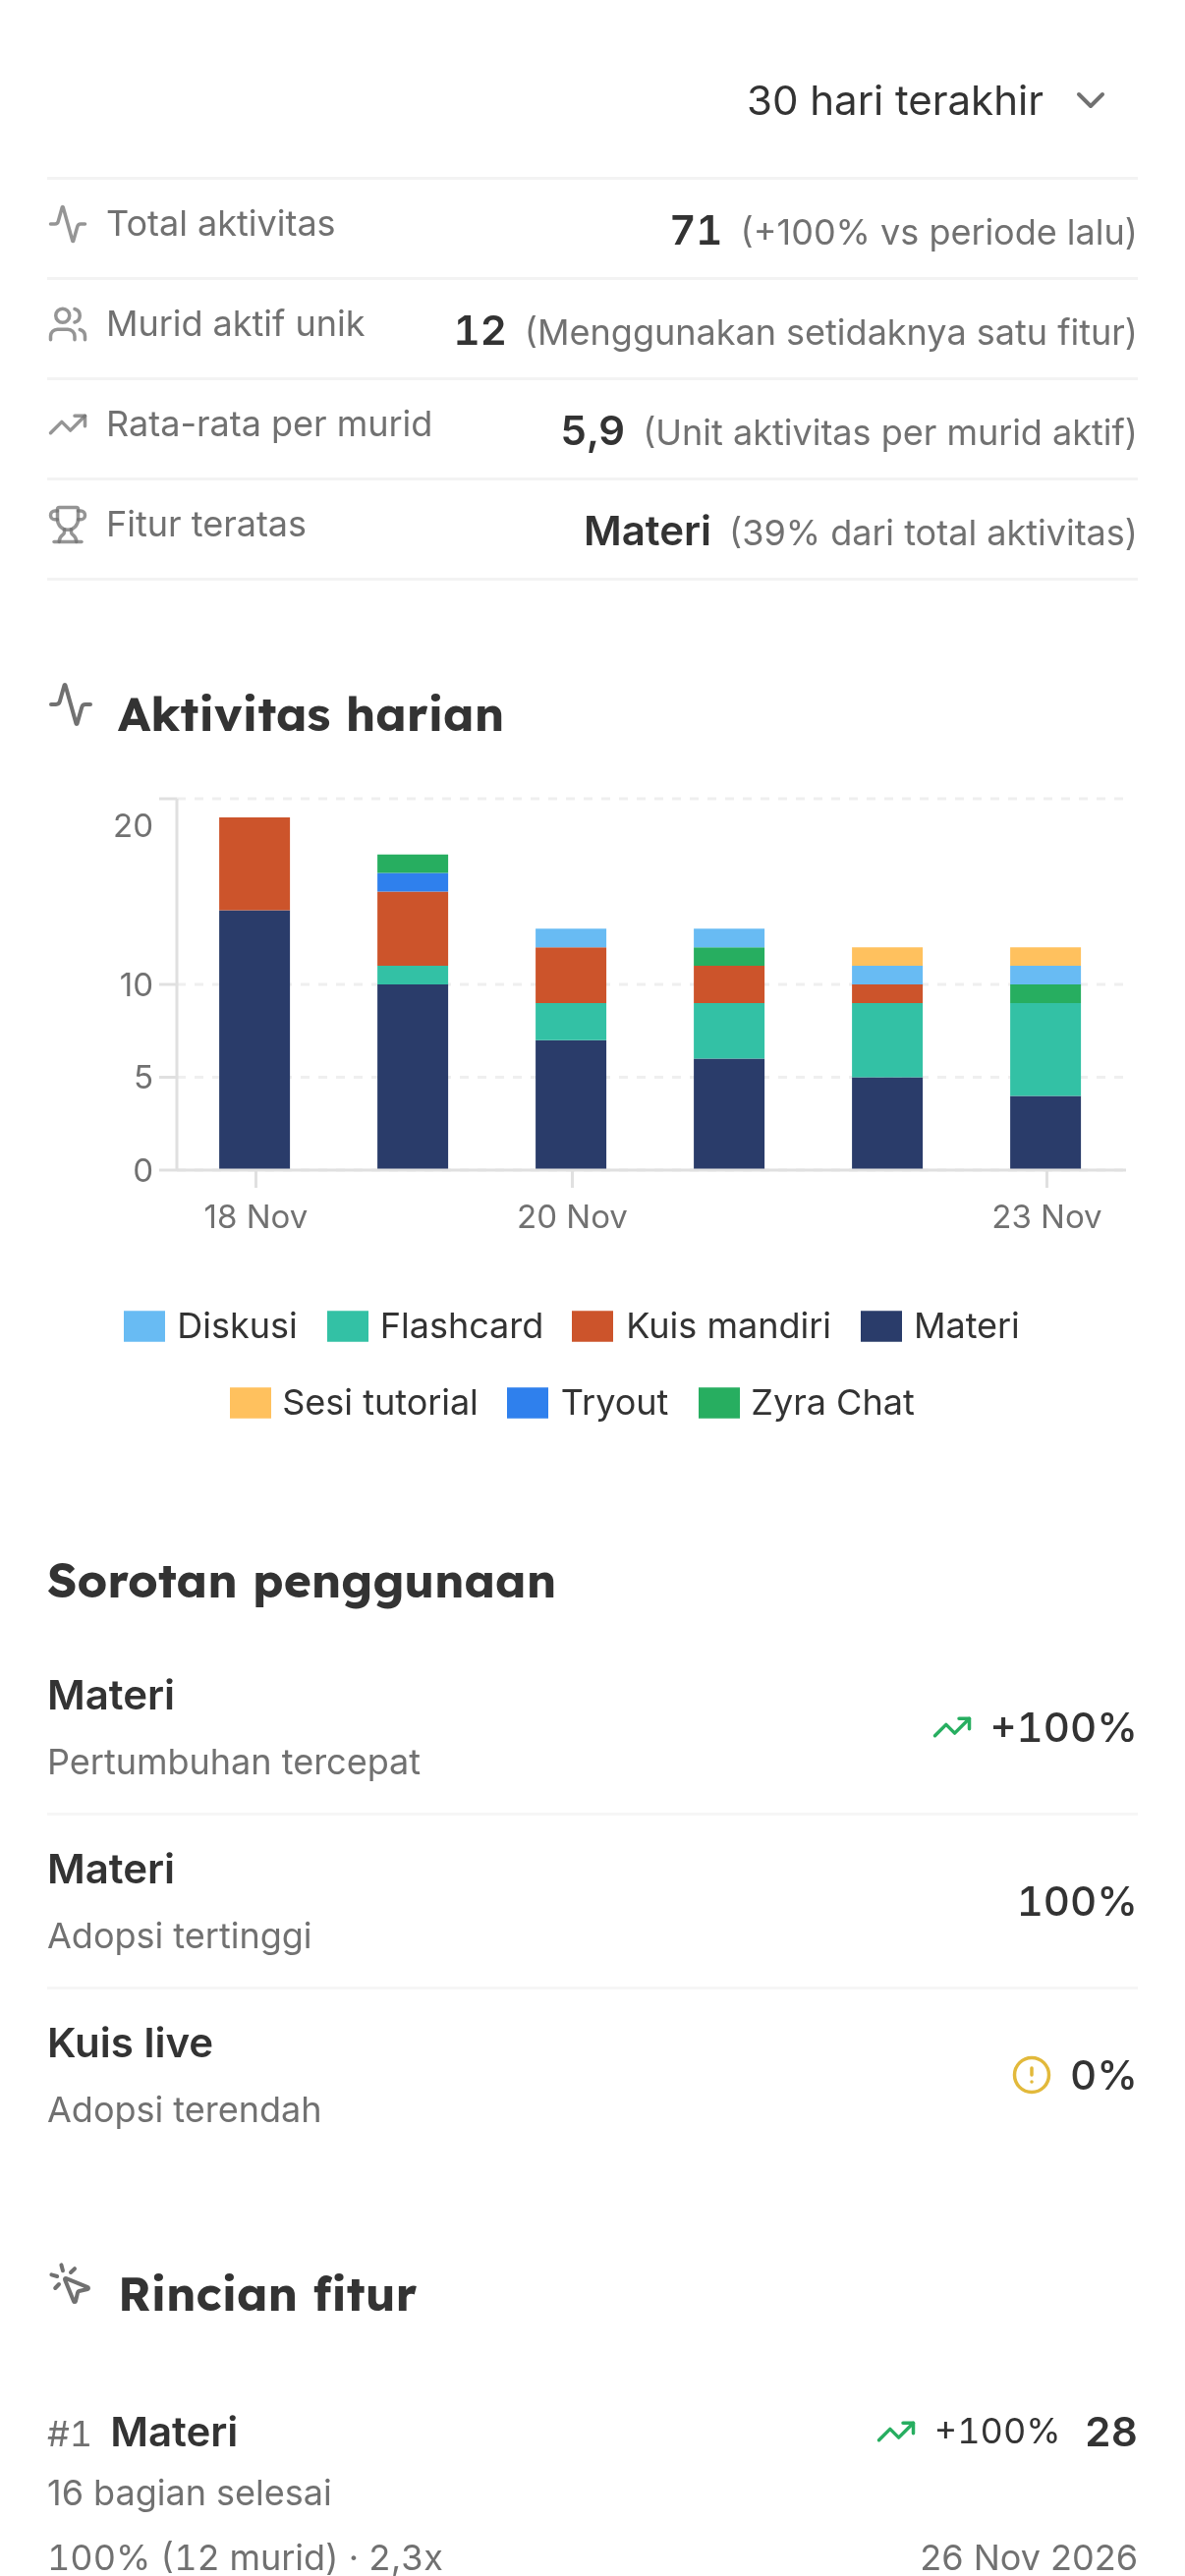 30 hari terakhir
Total aktivitas 71 (+100% vs periode lalu)
Murid aktif unik 12 (Menggunakan setidaknya satu fitur)
Rata-rata per murid 5,9 (Unit aktivitas per murid aktif)
Fitur teratas Materi (39% dari total aktivitas)
Aktivitas harian
20
10
5
0
18 Nov 20 Nov 23 Nov
Diskusi Flashcard Kuis mandiri Materi
Sesi tutorial Tryout Zyra Chat
Sorotan penggunaan
Materi
Pertumbuhan tercepat
+100%
Materi
Adopsi tertinggi
100%
Kuis live
Adopsi terendah
0%
Rincian fitur
#1 Materi +100% 28
16 bagian selesai
100% (12 murid) · 2,3x 26 Nov 2026